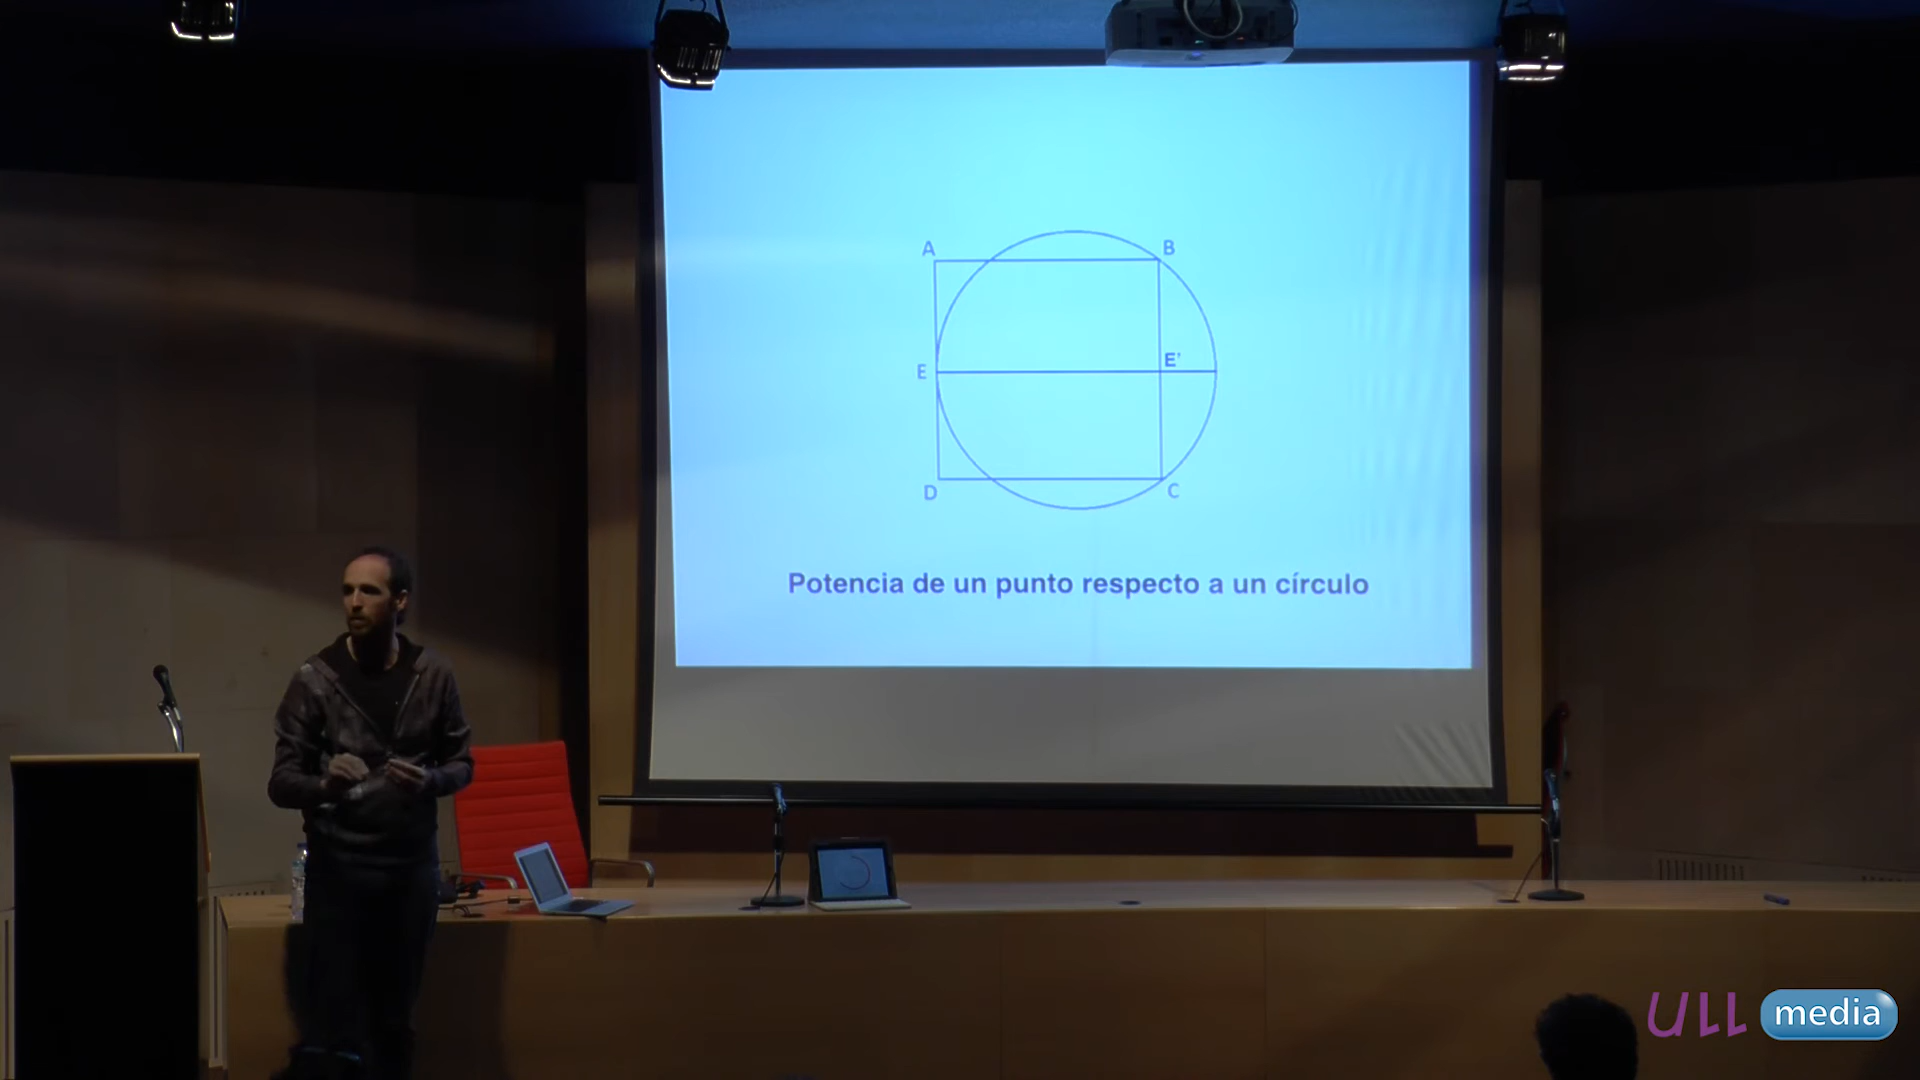 A B
E E'
D C
Potencia de un punto respecto a un círculo
ULL media